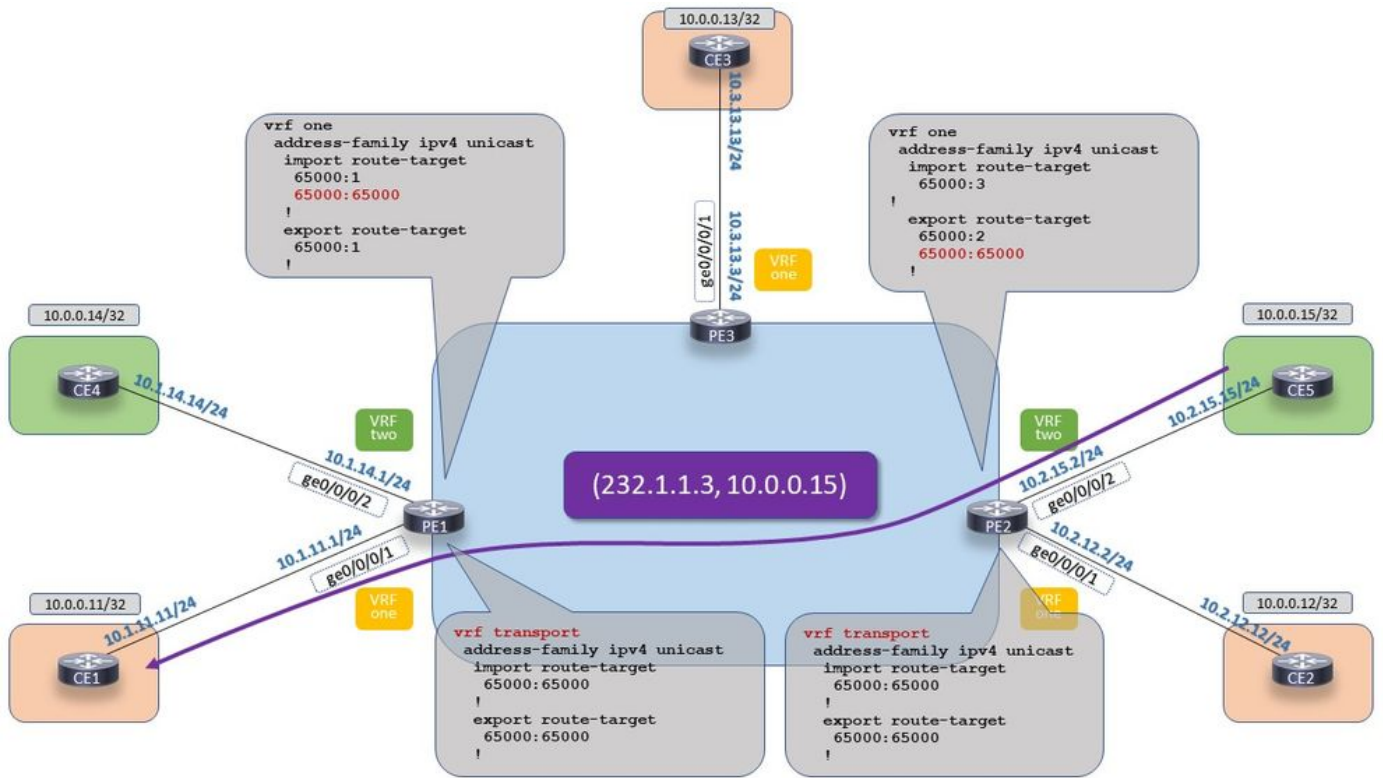 10.0.0.13/32
CE3
10.3.13.13/24
vrf one
address-family ipv4 unicast
import route-target
65000:1
65000:65000
!
export route-target
65000:1
!
vrf one
address-family ipv4 unicast
import route-target
65000:3
!
export route-target
65000:2
65000:65000
!
ge0/0/0/1
10.3.13.3/24
VRF
one
PE3
10.0.0.14/32
CE4
10.1.14.14/24
VRF
two
10.1.14.1/24
ge0/0/0/2
10.0.0.15/32
CE5
10.2.15.15/24
VRF
two
10.2.15.2/24
ge0/0/0/2
(232.1.1.3, 10.0.0.15)
PE1
PE2
10.1.11.1/24
ge0/0/0/1
10.2.12.2/24
ge0/0/0/1
10.0.0.11/32
10.1.11.11/24
CE1
VRF
one
VRF
one
10.0.0.12/32
10.2.12.12/24
CE2
vrf transport
address-family ipv4 unicast
import route-target
65000:65000
!
export route-target
65000:65000
!
vrf transport
address-family ipv4 unicast
import route-target
65000:65000
!
export route-target
65000:65000
!